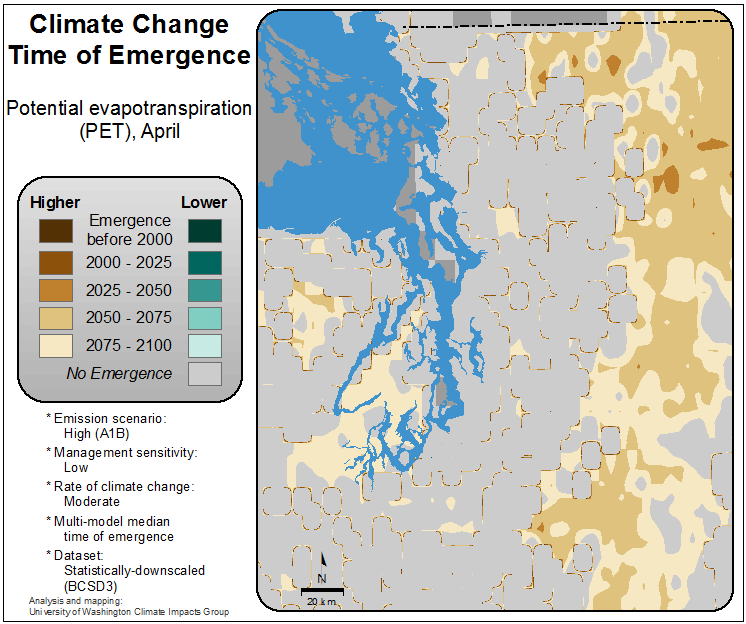 Climate Change
Time of Emergence
Potential evapotranspiration
(PET), April
Higher Lower
Emergence
before 2000
2000 - 2025
2025 - 2050
2050 - 2075
2075 - 2100
No Emergence
* Emission scenario:
High (A1B)
* Management sensitivity:
Low
* Rate of climate change:
Moderate
* Multi-model median
time of emergence
* Dataset:
Statistically-downscaled
(BCSD3)
Analysis and mapping:
University of Washington Climate Impacts Group
N
20 km